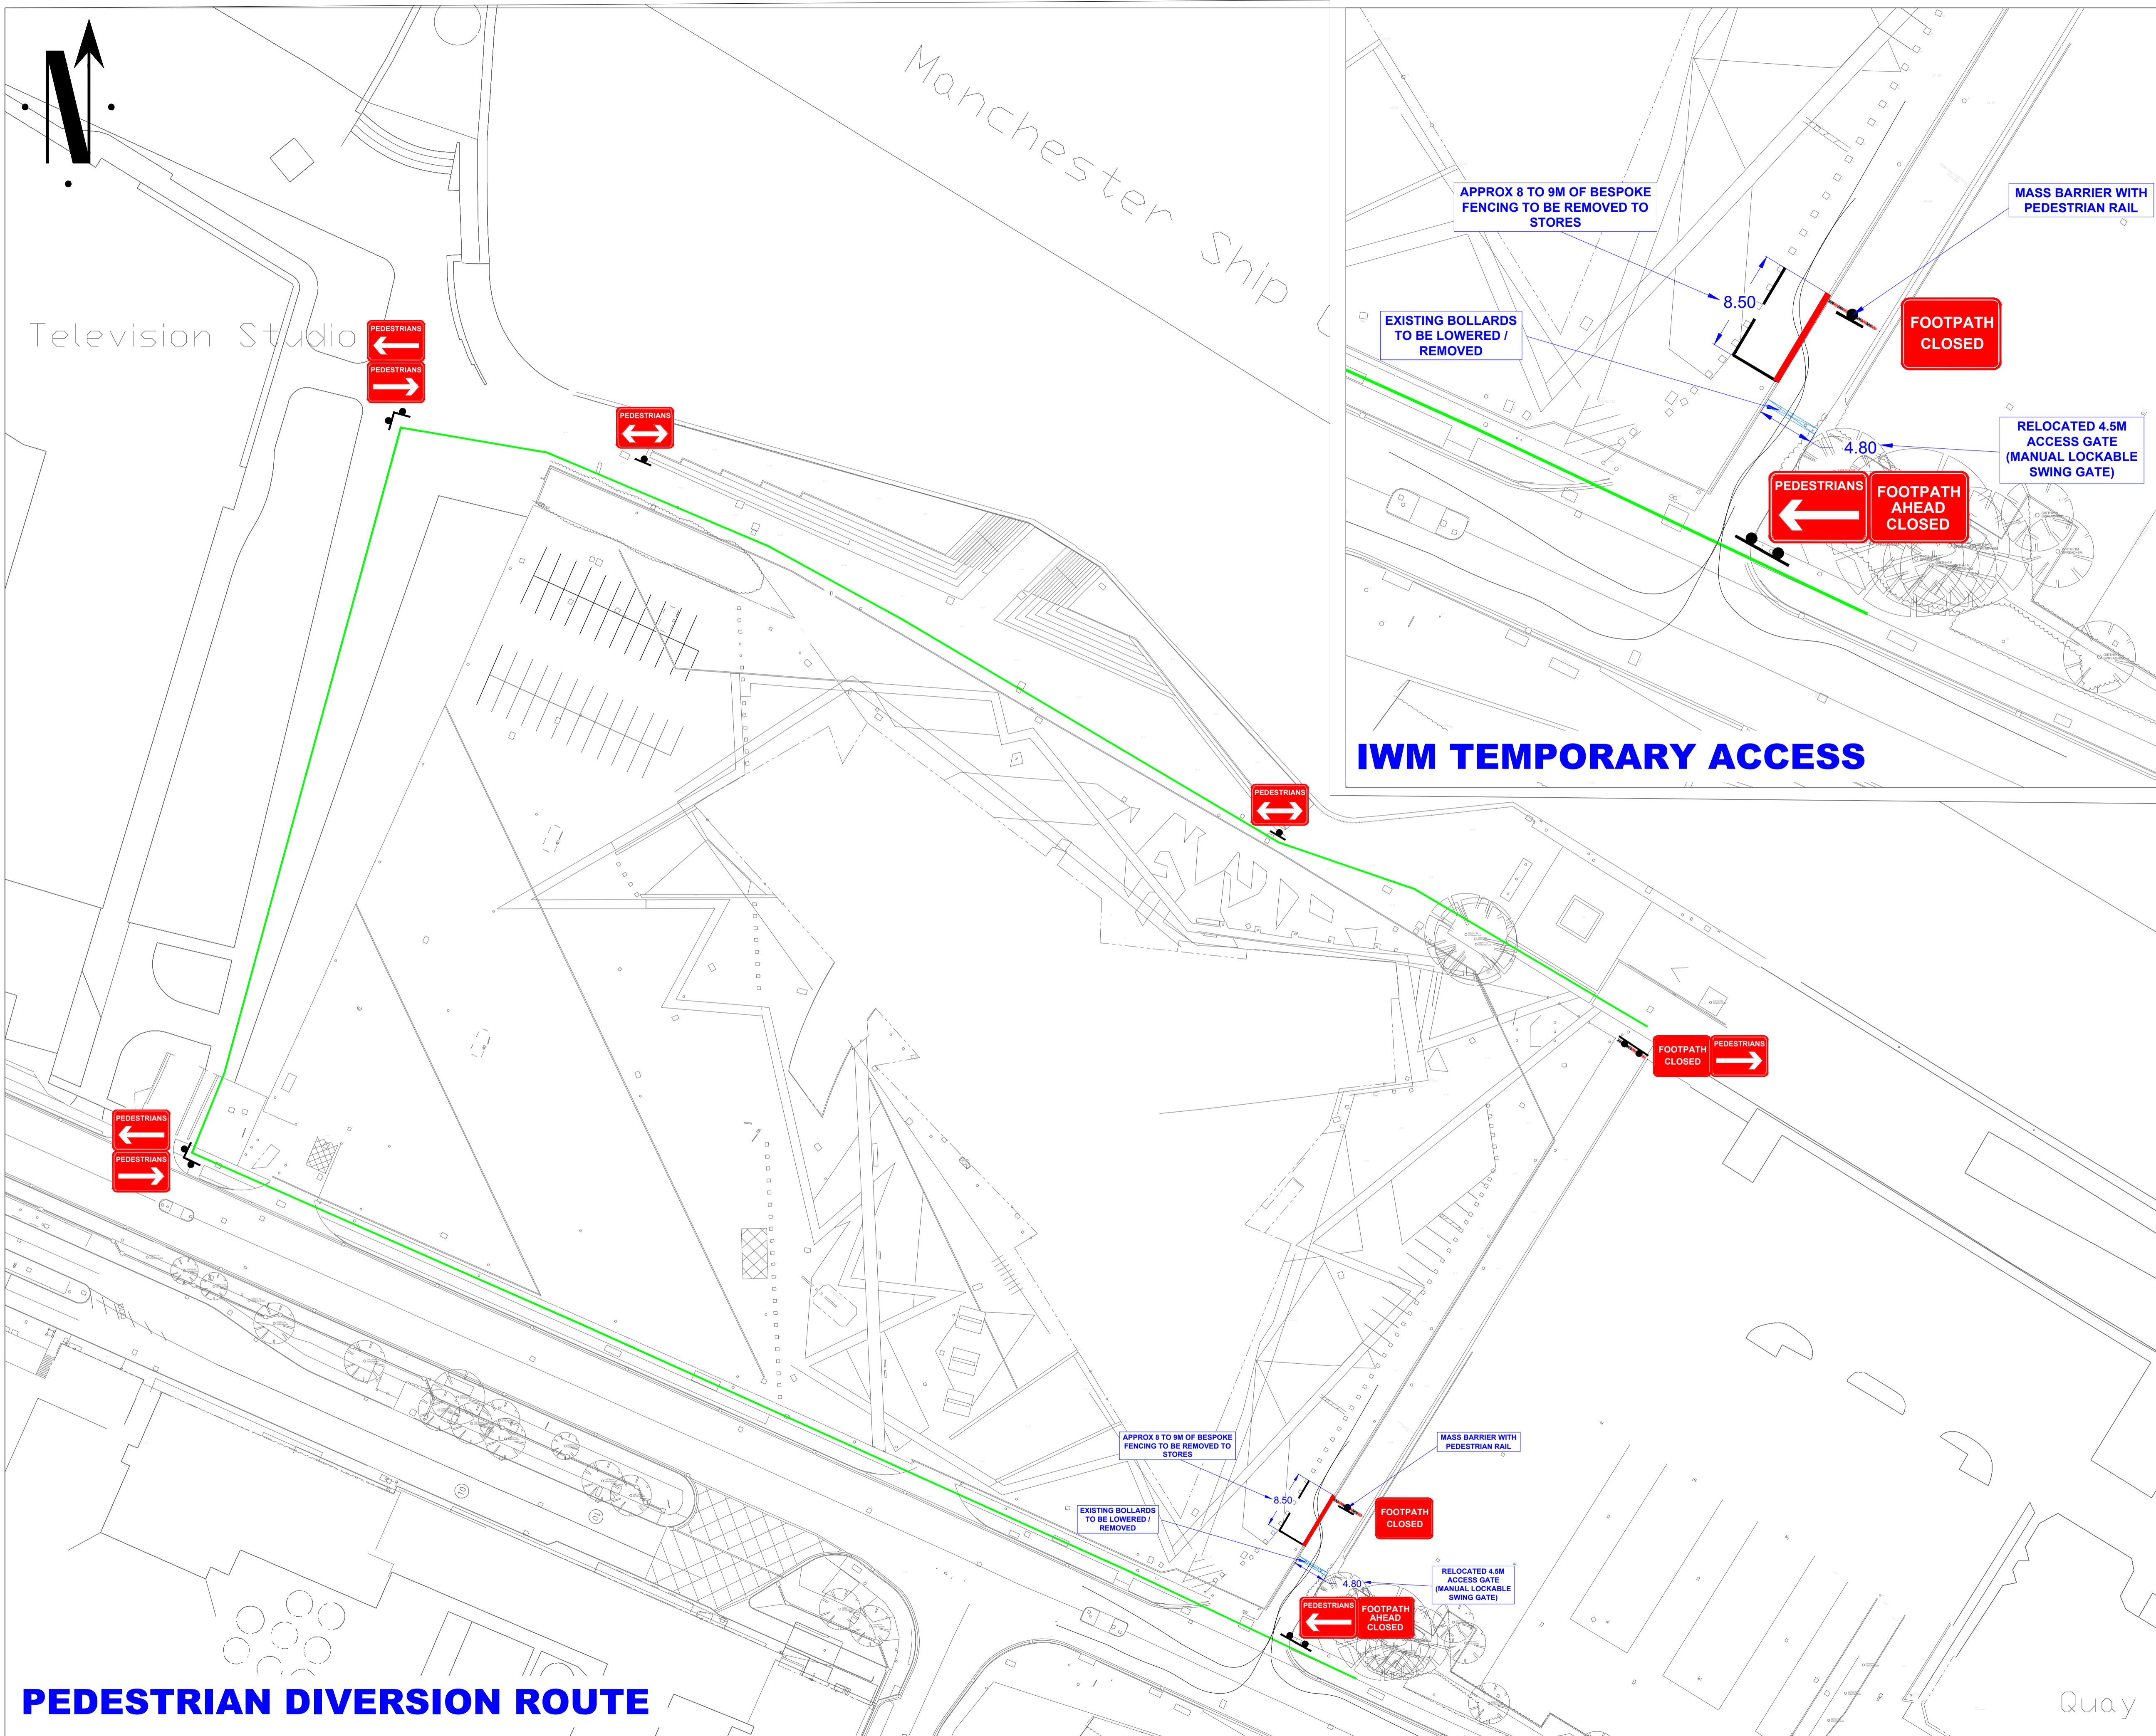 N
Manchester Ship
Television Studio
PEDESTRIANS
PEDESTRIANS
PEDESTRIANS
APPROX 8 TO 9M OF BESPOKE
FENCING TO BE REMOVED TO
STORES
MASS BARRIER WITH
PEDESTRIAN RAIL
8.50
EXISTING BOLLARDS
TO BE LOWERED /
REMOVED
FOOTPATH
CLOSED
RELOCATED 4.5M
ACCESS GATE
(MANUAL LOCKABLE
SWING GATE)
4.80
PEDESTRIANS
FOOTPATH
AHEAD
CLOSED
IWM TEMPORARY ACCESS
PEDESTRIANS
FOOTPATH
CLOSED
PEDESTRIANS
PEDESTRIANS
PEDESTRIANS
APPROX 8 TO 9M OF BESPOKE
FENCING TO BE REMOVED TO
STORES
MASS BARRIER WITH
PEDESTRIAN RAIL
8.50
EXISTING BOLLARDS
TO BE LOWERED /
REMOVED
FOOTPATH
CLOSED
RELOCATED 4.5M
ACCESS GATE
(MANUAL LOCKABLE
SWING GATE)
4.80
PEDESTRIANS
FOOTPATH
AHEAD
CLOSED
PEDESTRIAN DIVERSION ROUTE
Quay